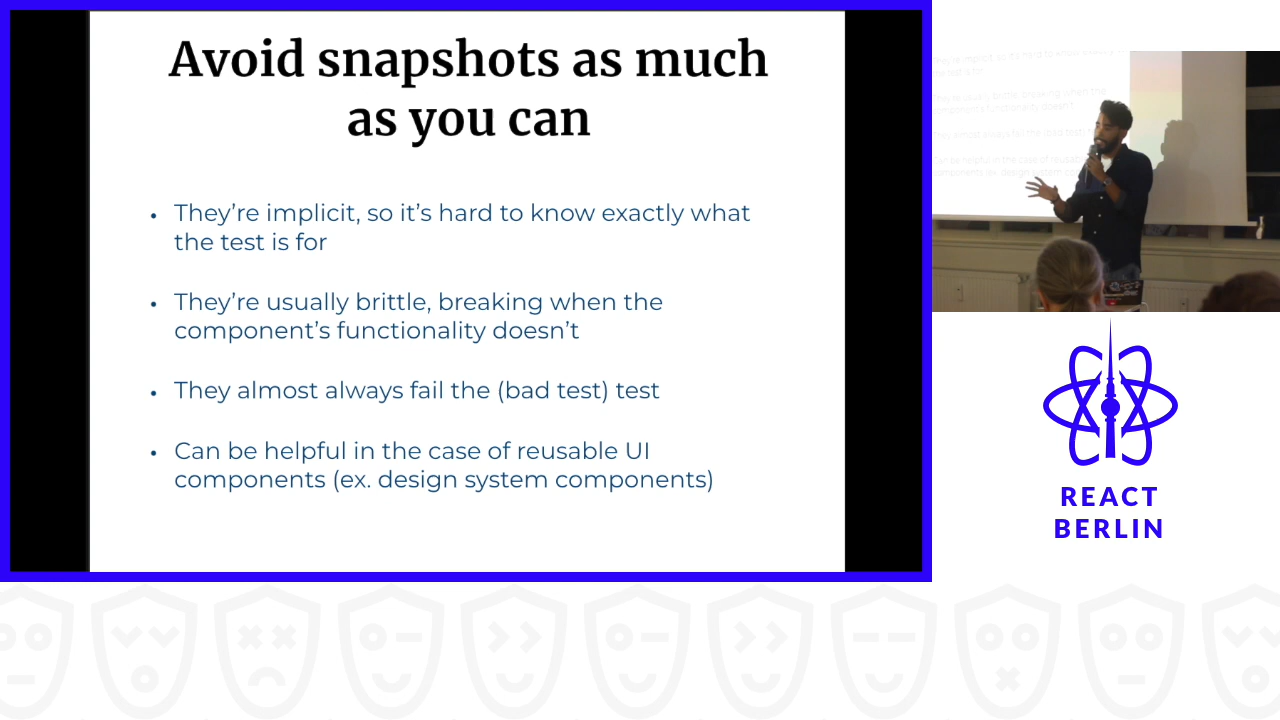 Avoid snapshots as much
as you can
• They’re implicit, so it’s hard to know exactly what
the test is for
• They’re usually brittle, breaking when the
component’s functionality doesn’t
• They almost always fail the (bad test) test
• Can be helpful in the case of reusable UI
components (ex. design system components)
REACT
BERLIN